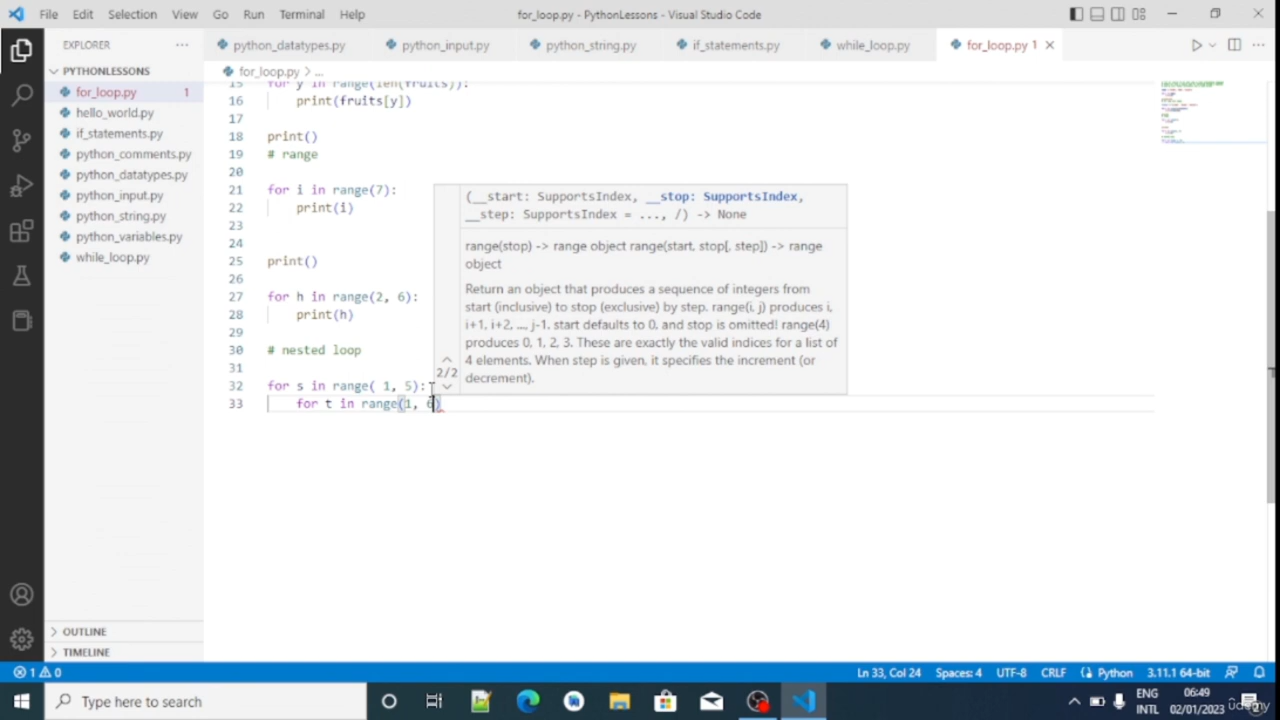 File Edit Selection View Go Run Terminal Help
for_loop.py - PythonLessons - Visual Studio Code
EXPLORER
python_datatypes.py python_input.py python_string.py if_statements.py while_loop.py for_loop.py 1
PYTHONLESSONS
for_loop.py > ...
for_loop.py 1
hello_world.py
if_statements.py
python_comments.py
python_datatypes.py
python_input.py
python_string.py
python_variables.py
while_loop.py
15 for y in range(len(fruits)):
16 print(fruits[y])
17
18 print()
19 # range
20
21 for i in range(7):
22 print(i)
23
24
25 print()
26
27 for h in range(2, 6):
28 print(h)
29
30 # nested loop
31
32 for s in range( 1, 5):
33 for t in range(1, 6)
(__start: SupportsIndex, __stop: SupportsIndex,
__step: SupportsIndex = ..., /) -> None
range(stop) -> range object range(start, stop[, step]) -> range
object
Return an object that produces a sequence of integers from
start (inclusive) to stop (exclusive) by step. range(i, j) produces i,
i+1, i+2, ..., j-1. start defaults to 0, and stop is omitted! range(4)
produces 0, 1, 2, 3. These are exactly the valid indices for a list of
4 elements. When step is given, it specifies the increment (or
decrement).
2/2
OUTLINE
TIMELINE
1 0
Ln 33, Col 24 Spaces: 4 UTF-8 CRLF Python 3.11.1 64-bit
Type here to search
ENG
INTL
06:49
02/01/2023
udemy